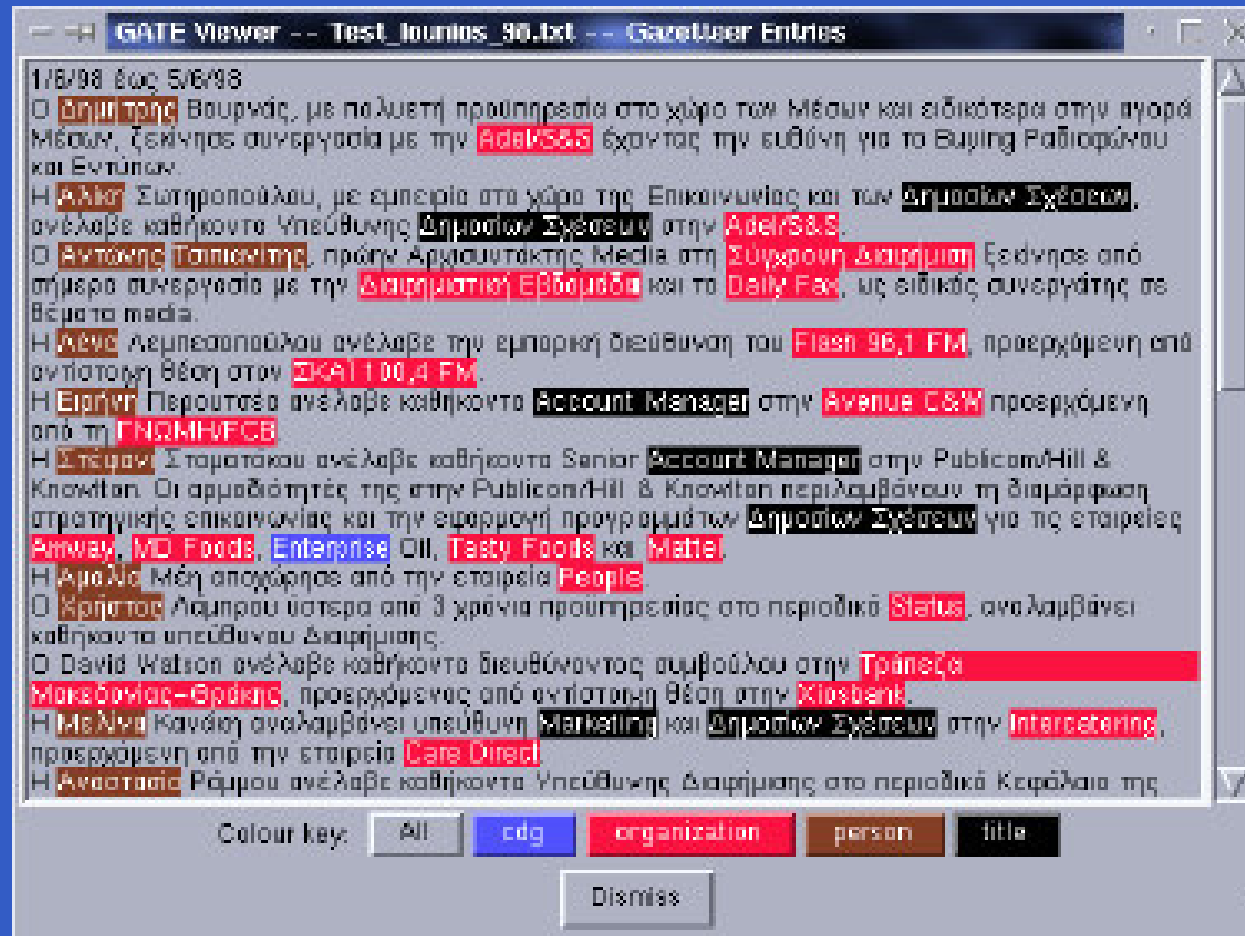 GATE Viewer -- Test_Iounios_98.txt -- Gazetteer Entries
1/6/98 έως 5/6/98
Ο Δημήτρης Βουρνάς, με πολυετή προϋπηρεσία στο χώρο των Μέσων και ειδικότερα στην αγορά
Μέσων, ξεκίνησε συνεργασία με την Adel/S&S έχοντας την ευθύνη για το Buying Ραδιοφώνου
και Εντύπων.
Η Αλίκη Σωτηροπούλου, με εμπειρία στο χώρο της Επικοινωνίας και των Δημοσίων Σχέσεων,
ανέλαβε καθήκοντα Υπεύθυνης Δημοσίων Σχέσεων στην Adel/S&S.
Ο Αντώνης Τσιπιανίτης, πρώην Αρχισυντάκτης Media στη Σύγχρονη Διαφήμιση ξεκίνησε από
σήμερα συνεργασία με την Διαφημιστική Εβδομάδα και το Daily Fax, ως ειδικός συνεργάτης σε
θέματα media.
Η Λένα Λεμπεσοπούλου ανέλαβε την εμπορική διεύθυνση του Flash 96,1 FM, προερχόμενη από
αντίστοιχη θέση στον ΣΚΑΪ 100,4 FM.
Η Ειρήνη Περουτσέα ανέλαβε καθήκοντα Account Manager στην Avenue C&W προερχόμενη
από τη ΓΝΩΜΗ/FCB.
Η Στέφανι Σταματάκου ανέλαβε καθήκοντα Senior Account Manager στην Publicom/Hill &
Knowlton. Οι αρμοδιότητές της στην Publicom/Hill & Knowlton περιλαμβάνουν τη διαμόρφωση
στρατηγικής επικοινωνίας και την εφαρμογή προγραμμάτων Δημοσίων Σχέσεων για τις εταιρείες
Amway, MD Foods, Enterprise Oil, Tasty Foods και Mattel.
Η Αμαλία Μέη αποχώρησε από την εταιρεία People.
Ο Χρήστος Λάμπρου ύστερα από 3 χρόνια προϋπηρεσίας στο περιοδικό Status, αναλαμβάνει
καθήκοντα υπεύθυνου Διαφήμισης.
Ο David Watson ανέλαβε καθήκοντα διευθύνοντος συμβούλου στην Τράπεζα
Μακεδονίας-Θράκης, προερχόμενος από αντίστοιχη θέση στην Xiosbank.
Η Μελίνα Κανάκη αναλαμβάνει υπεύθυνη Marketing και Δημοσίων Σχέσεων στην Intercatering,
προερχόμενη από την εταιρεία Care Direct.
Η Αναστασία Ράμμου ανέλαβε καθήκοντα Υπεύθυνης Διαφήμισης στο περιοδικό Κεφάλαιο της
Colour key: All cdg organization person title
Dismiss